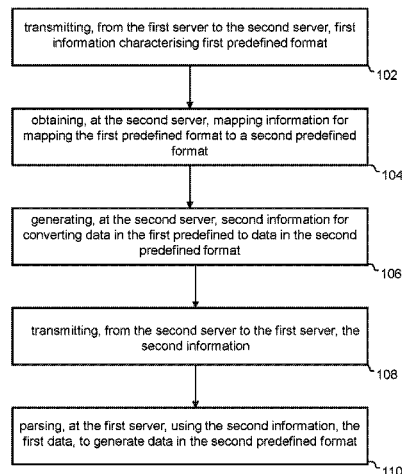 transmitting, from the first server to the second server, first
information characterising first predefined format
102
obtaining, at the second server, mapping information for
mapping the first predefined format to a second predefined
format
104
generating, at the second server, second information for
converting data in the first predefined to data in the second
predefined format
106
transmitting, from the second server to the first server, the
second information
108
parsing, at the first server, using the second information, the
first data, to generate data in the second predefined format
110